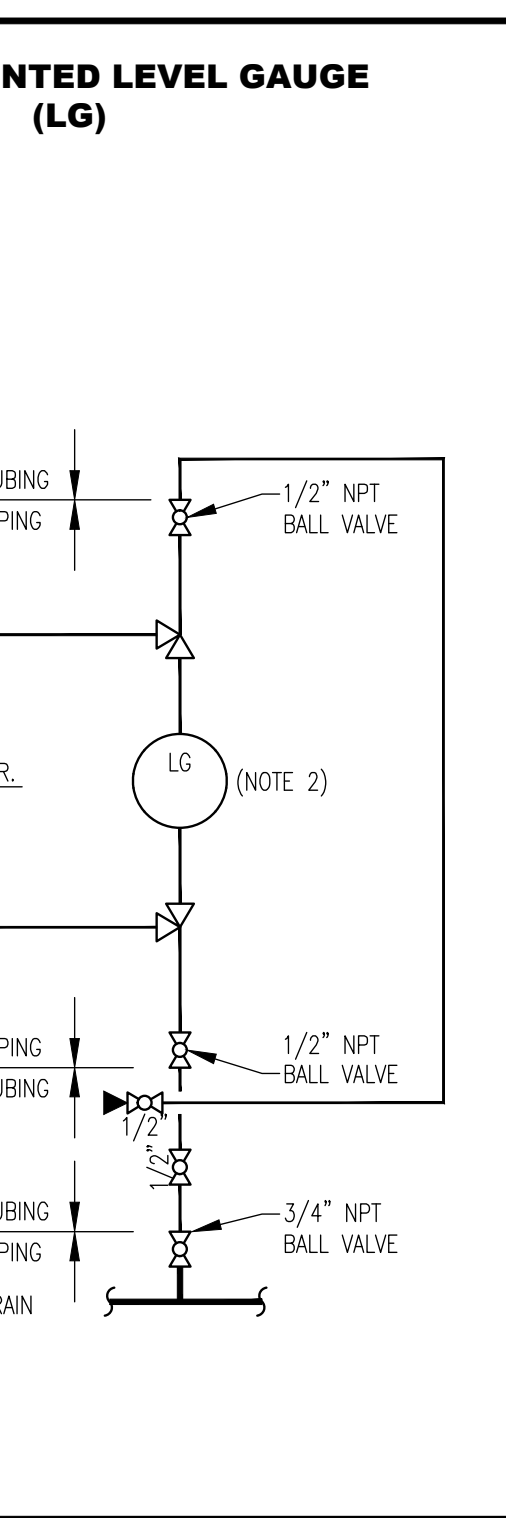 NTED LEVEL GAUGE
(LG)
UBING
PING
1/2" NPT
BALL VALVE
R.
LG
(NOTE 2)
PING
UBING
1/2" NPT
BALL VALVE
1/2"
1/2"
UBING
PING
3/4" NPT
BALL VALVE
RAIN